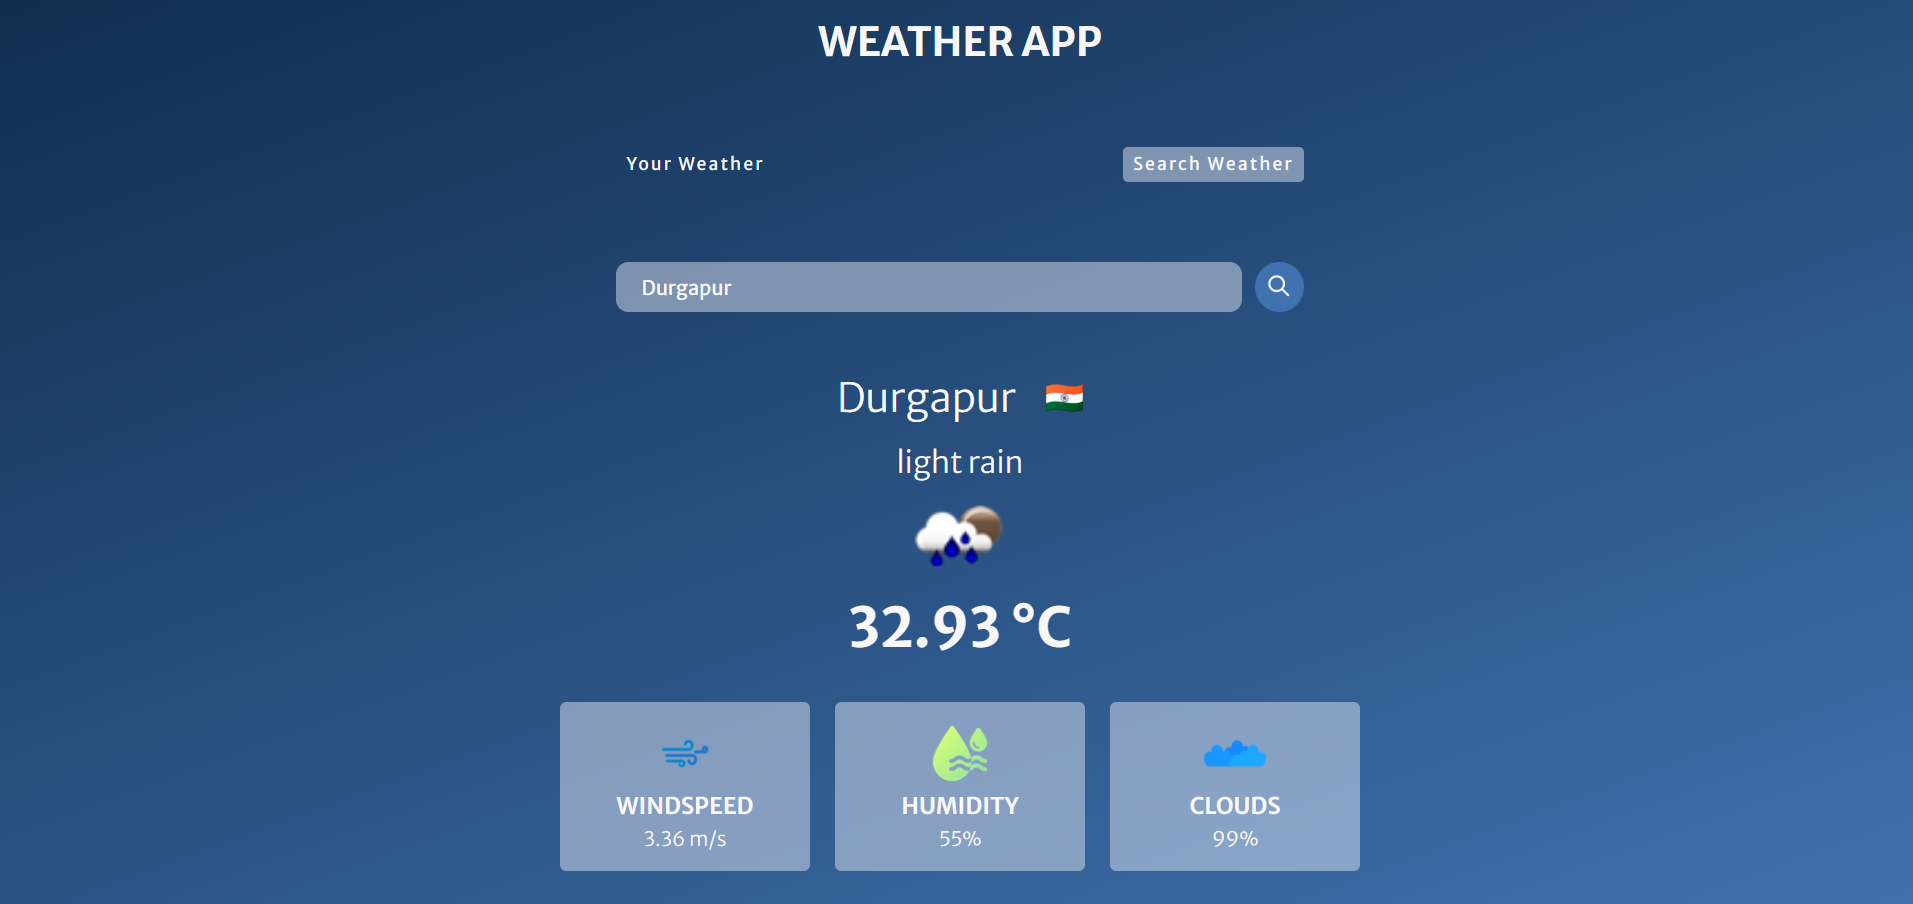 WEATHER APP
Your Weather
Search Weather
Durgapur
Durgapur
light rain
32.93 °C
WINDSPEED
3.36 m/s
HUMIDITY
55%
CLOUDS
99%